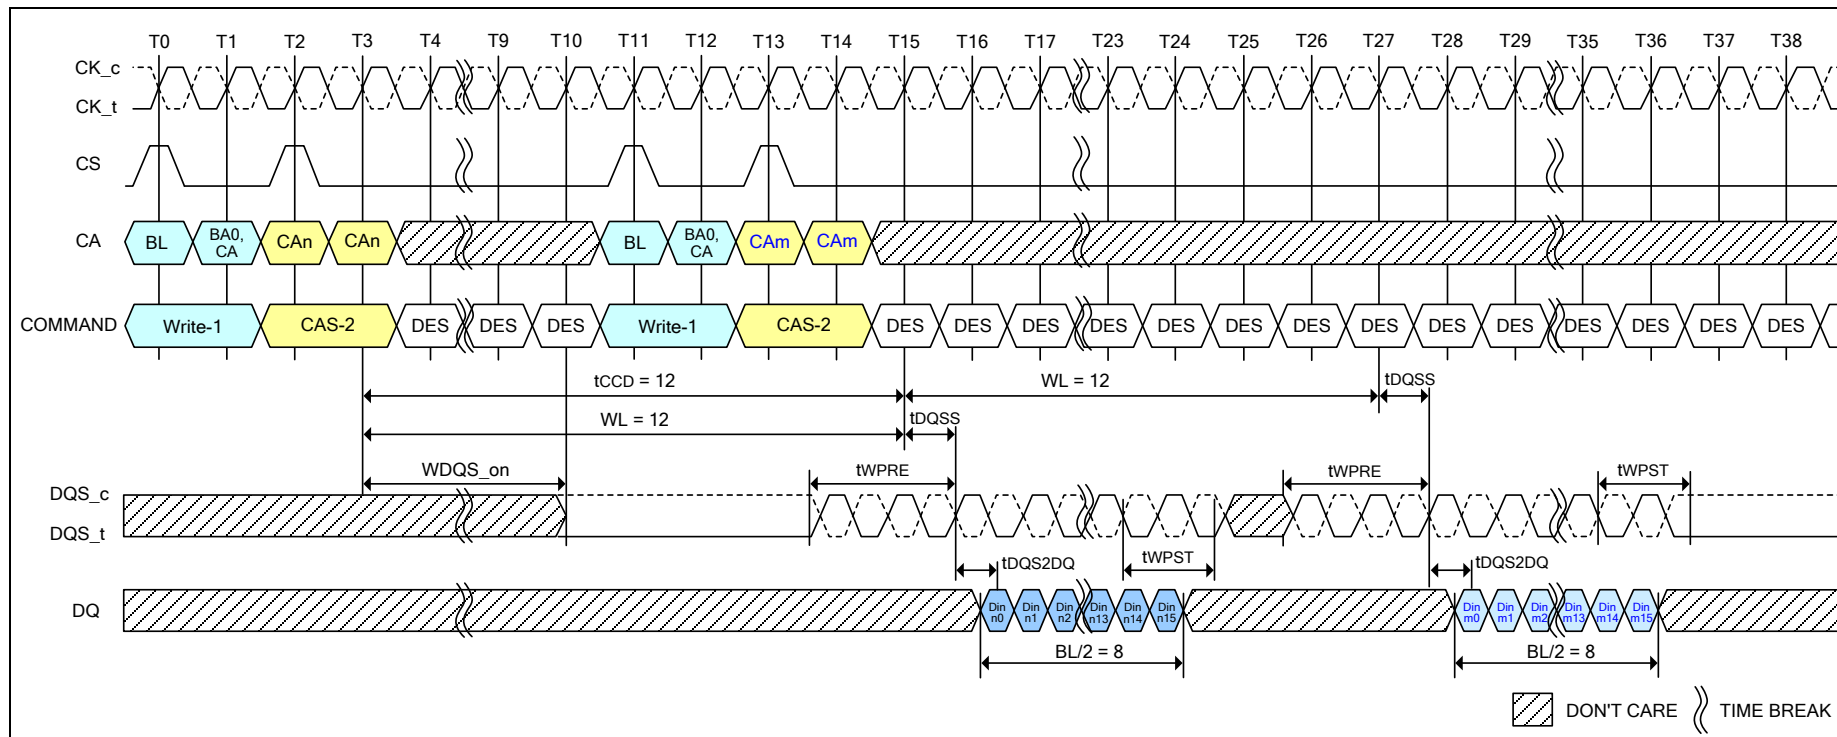 T0 T1 T2 T3 T4 T9 T10 T11 T12 T13 T14 T15 T16 T17 T23 T24 T25 T26 T27 T28 T29 T35 T36 T37 T38
CK_c
CK_t
CS
CA BL BA0, CA CAn CAn BL BA0, CA CAm CAm
COMMAND Write-1 CAS-2 DES DES DES Write-1 CAS-2 DES DES DES DES DES DES DES DES DES DES DES DES DES DES
tCCD = 12 WL = 12 tDQSS
WL = 12 tDQSS
WDQS_on tWPRE tWPRE tWPST
DQS_c
DQS_t
tDQS2DQ tWPST tDQS2DQ
DQ Din n0 Din n1 Din n2 Din n13 Din n14 Din n15 Din m0 Din m1 Din m2 Din m13 Din m14 Din m15
BL/2 = 8 BL/2 = 8
DON'T CARE TIME BREAK